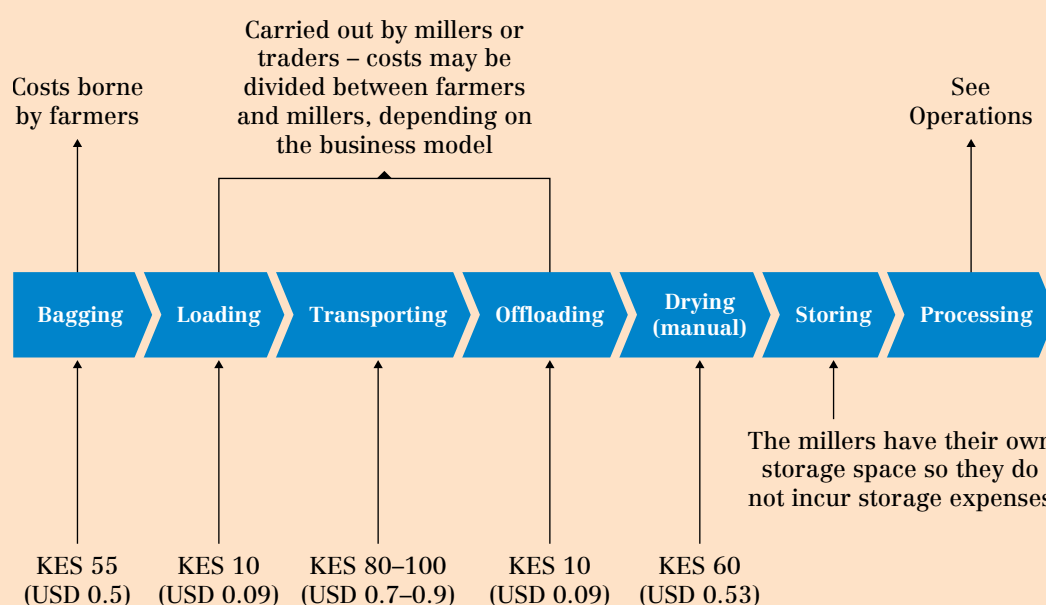 Carried out by millers or
traders – costs may be
divided between farmers
and millers, depending on
the business model
Costs borne
by farmers
See
Operations
Bagging
Loading
Transporting
Offloading
Drying
(manual)
Storing
Processing
The millers have their own
storage space so they do
not incur storage expenses
KES 55
(USD 0.5)
KES 10
(USD 0.09)
KES 80–100
(USD 0.7–0.9)
KES 10
(USD 0.09)
KES 60
(USD 0.53)